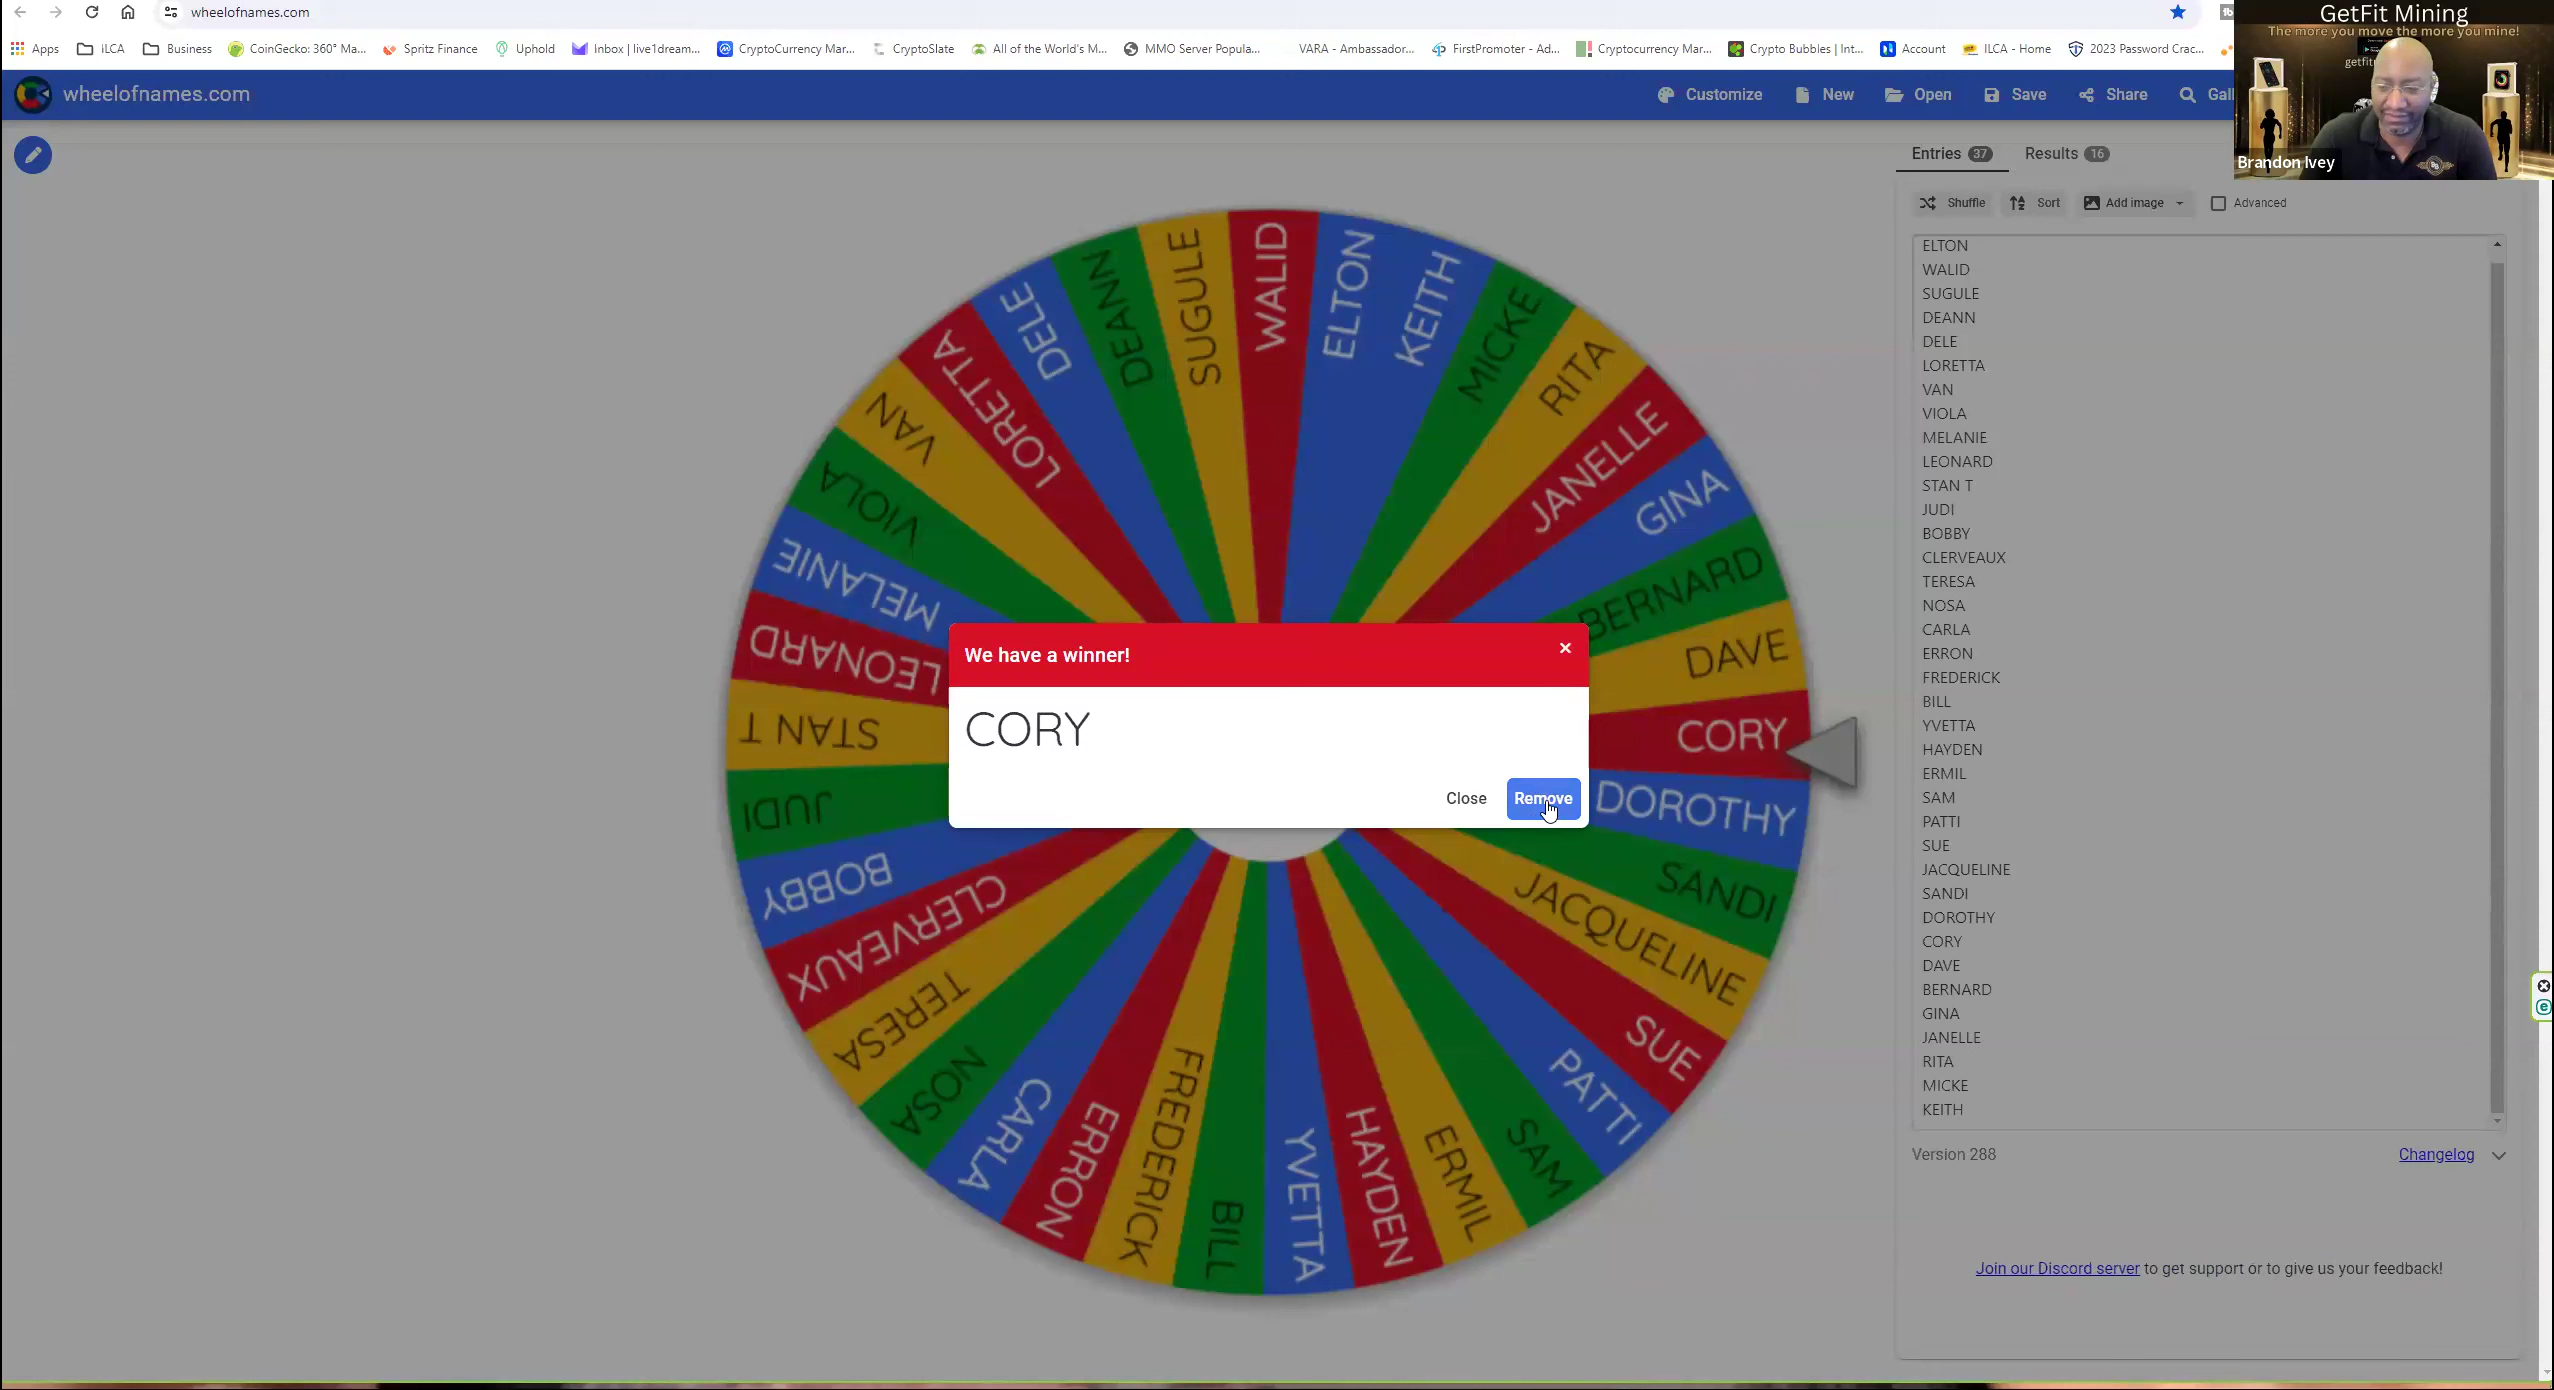 wheelofnames.com
GetFit Mining
The more you move the more you mine!
Apps iLCA Business CoinGecko: 360° Ma... Spritz Finance Uphold Inbox | live1dream... CryptoCurrency Mar... CryptoSlate All of the World's M... MMO Server Popula... VARA - Ambassador... FirstPromoter - Ad... Cryptocurrency Mar... Crypto Bubbles | Int... Account ILCA - Home 2023 Password Crac...
wheelofnames.com
Customize New Open Save Share Gall
Brandon Ivey
Entries 37 Results 16
Shuffle Sort Add image Advanced
ELTON
WALID
SUGULE
DEANN
DELE
LORETTA
VAN
VIOLA
MELANIE
LEONARD
STAN T
JUDI
BOBBY
CLERVEAUX
TERESA
NOSA
CARLA
ERRON
FREDERICK
BILL
YVETTA
HAYDEN
ERMIL
SAM
PATTI
SUE
JACQUELINE
SANDI
DOROTHY
CORY
DAVE
BERNARD
GINA
JANELLE
RITA
MICKE
KEITH
Version 288 Changelog
Join our Discord server to get support or to give us your feedback!
We have a winner!
CORY
Close Remove
WALID
ELTON
KEITH
MICKE
RITA
JANELLE
GINA
BERNARD
DAVE
CORY
DOROTHY
SANDI
JACQUELINE
SUE
PATTI
SAM
ERMIL
HAYDEN
YVETTA
BILL
FREDERICK
ERRON
CARLA
NOSA
TERESA
CLERVEAUX
BOBBY
JUDI
STAN T
LEONARD
MELANIE
VIOLA
VAN
LORETTA
DELE
DEANN
SUGULE